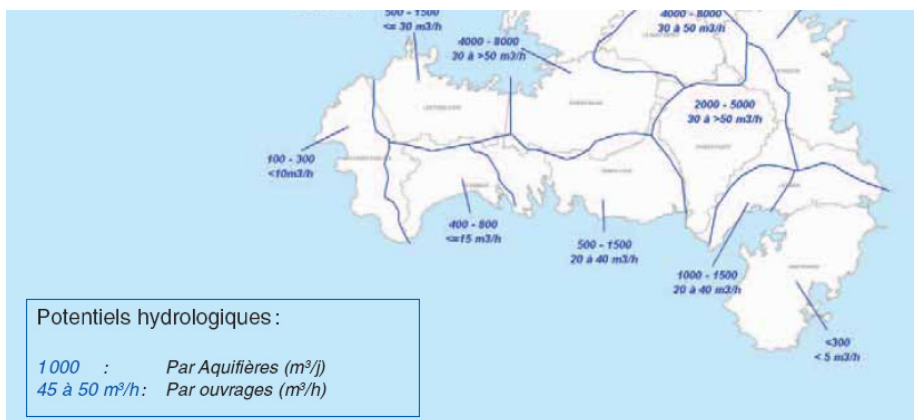 500 - 1500
<= 30 m3/h
4000 - 8000
30 à >50 m3/h
4000 - 8000
30 à 50 m3/h
2000 - 5000
30 à >50 m3/h
100 - 300
<10m3/h
400 - 800
<=15 m3/h
500 - 1500
20 à 40 m3/h
1000 - 1500
20 à 40 m3/h
<300
< 5 m3/h
Potentiels hydrologiques :
1 000 : Par Aquifières (m³/j)
45 à 50 m³/h : Par ouvrages (m³/h)